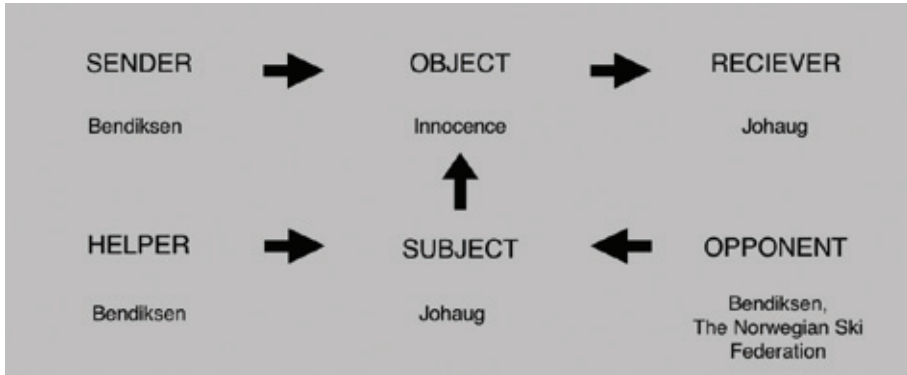 SENDER OBJECT RECIEVER
Bendiksen Innocence Johaug
HELPER SUBJECT OPPONENT
Bendiksen Johaug Bendiksen,
The Norwegian Ski
Federation